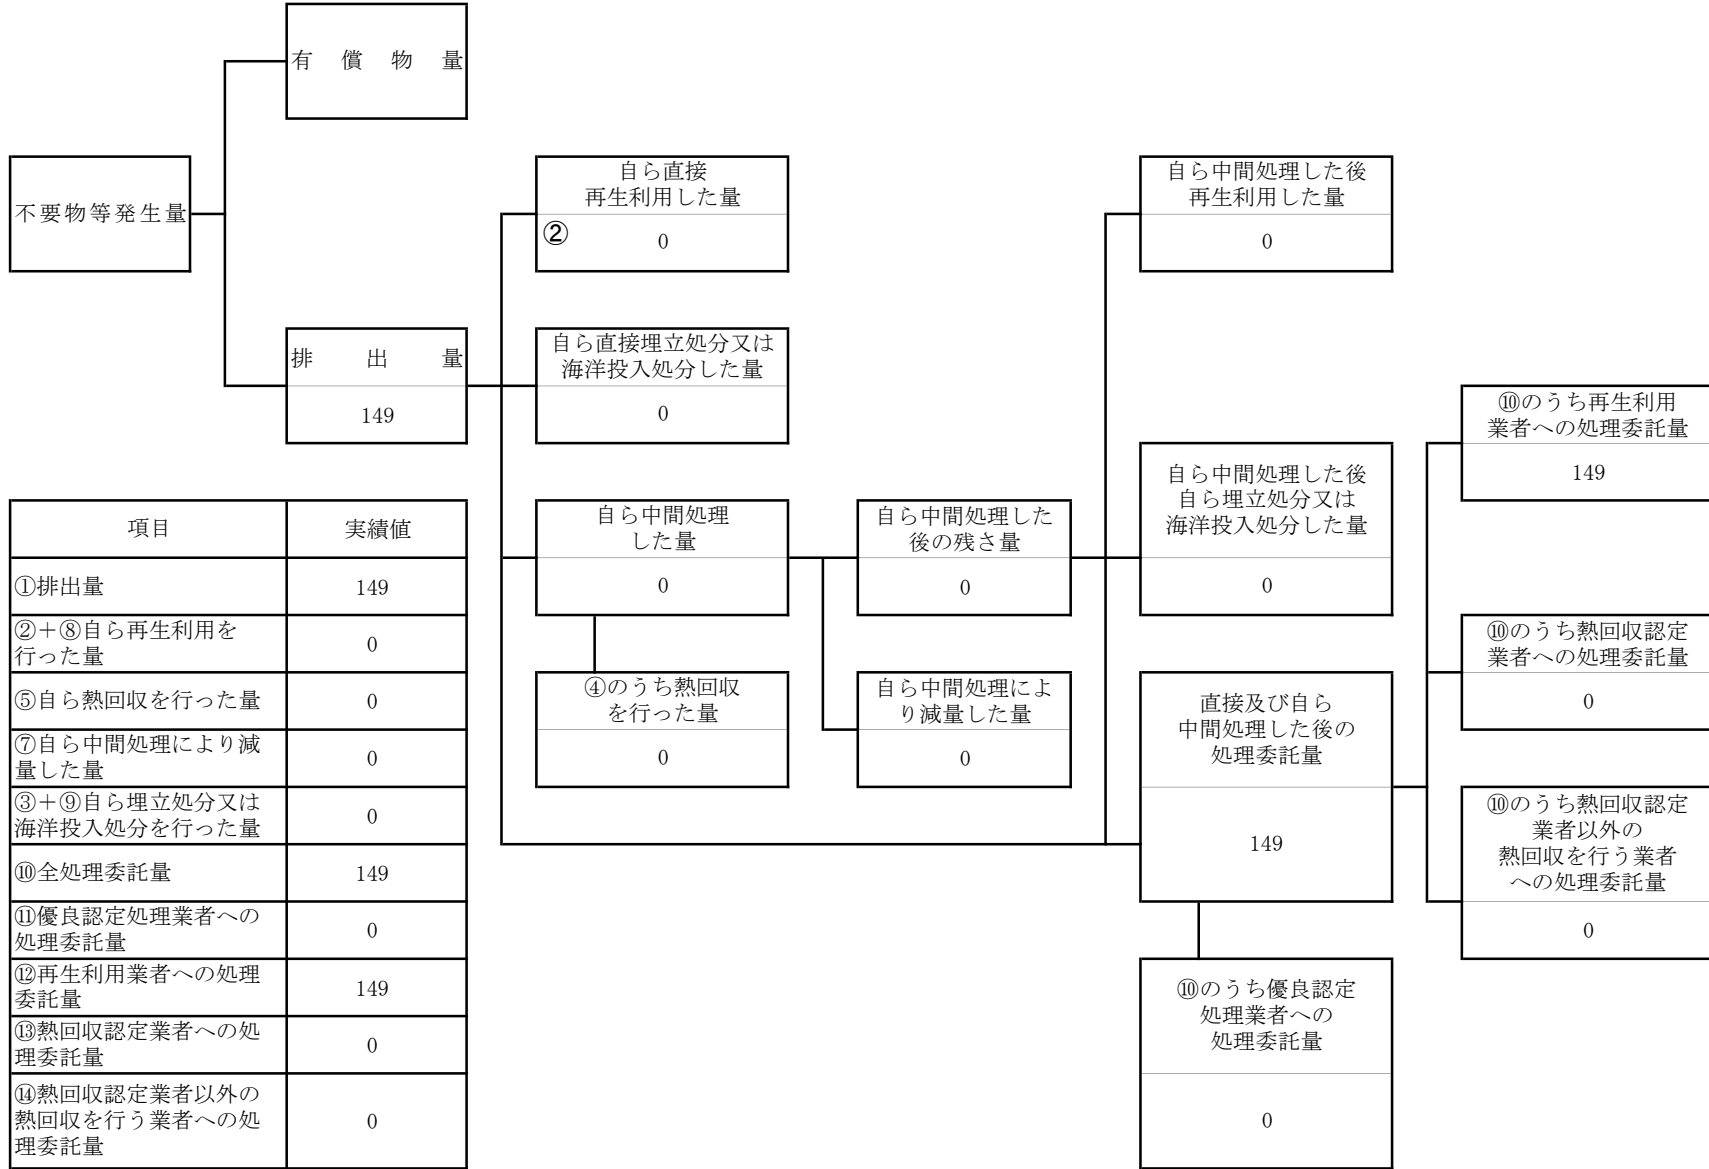 有償物量
不要物等発生量
自ら直接
再生利用した量
②
0
自ら中間処理した後
再生利用した量
0
排出量
149
自ら直接埋立処分又は
海洋投入処分した量
0
⑩のうち再生利用
業者への処理委託量
149
自ら中間処理
した量
0
自ら中間処理した
後の残さ量
0
自ら中間処理した後
自ら埋立処分又は
海洋投入処分した量
0
⑩のうち熱回収認定
業者への処理委託量
0
④のうち熱回収
を行った量
0
自ら中間処理によ
り減量した量
0
直接及び自ら
中間処理した後の
処理委託量
149
⑩のうち熱回収認定
業者以外の
熱回収を行う業者
への処理委託量
0
⑩のうち優良認定
処理業者への
処理委託量
0
項目 実績値
①排出量 149
②＋⑧自ら再生利用を
行った量 0
⑤自ら熱回収を行った量 0
⑦自ら中間処理により減
量した量 0
③＋⑨自ら埋立処分又は
海洋投入処分を行った量 0
⑩全処理委託量 149
⑪優良認定処理業者への
処理委託量 0
⑫再生利用業者への処理
委託量 149
⑬熱回収認定業者への処
理委託量 0
⑭熱回収認定業者以外の
熱回収を行う業者への処
理委託量 0